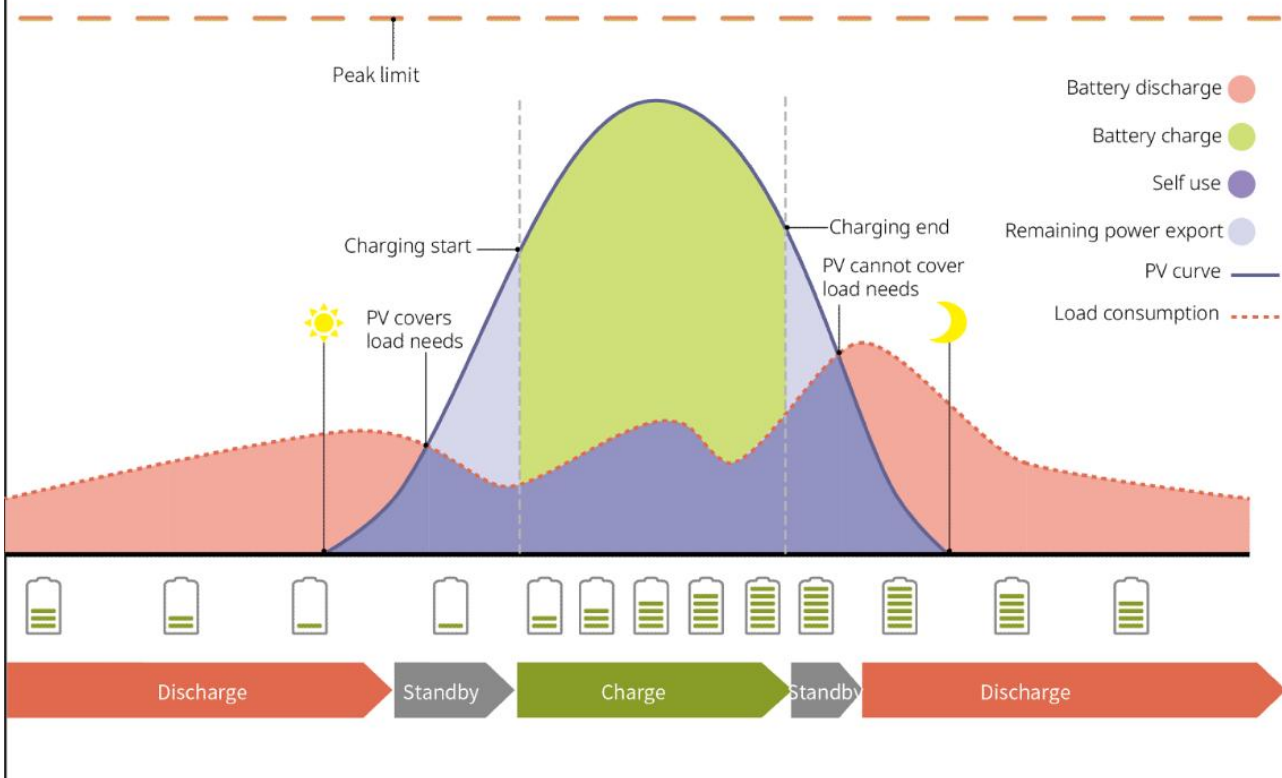 Peak limit
Battery discharge
Battery charge
Self use
Remaining power export
PV curve
Load consumption
Charging start
Charging end
PV cannot cover
load needs
PV covers
load needs
Discharge
Standby
Charge
Standby
Discharge